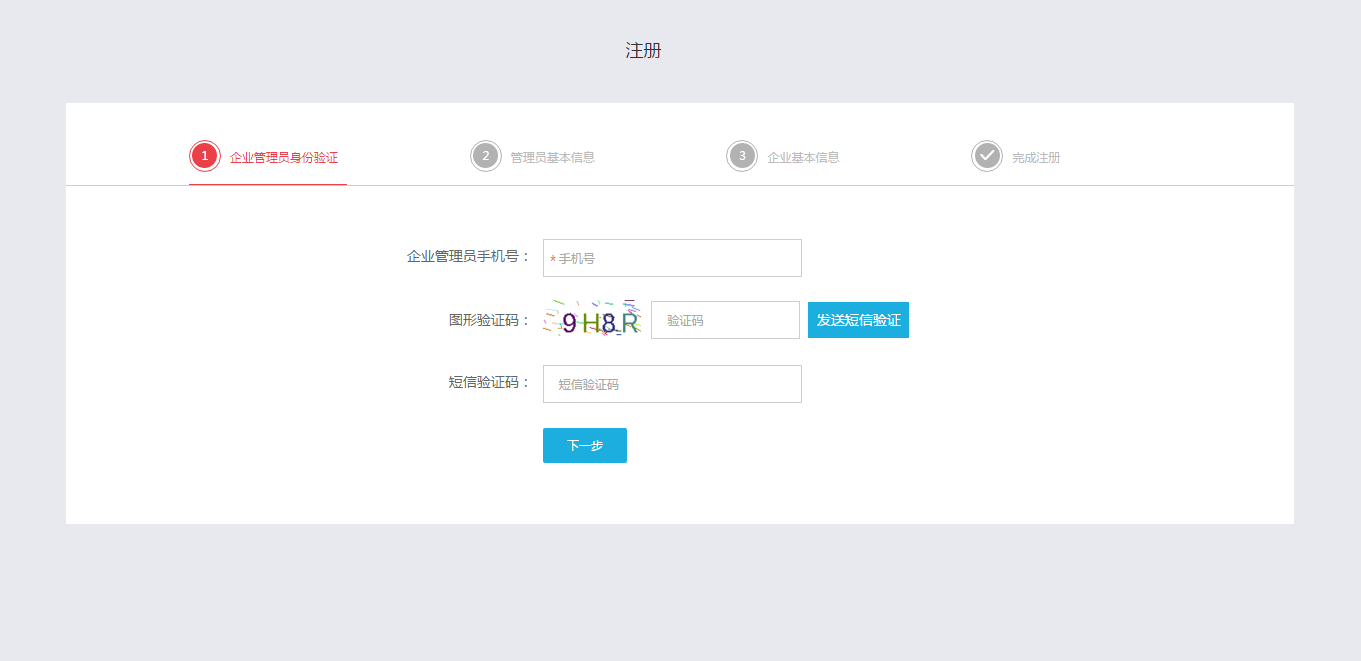 注册
1 企业管理员身份验证 2 管理员基本信息 3 企业基本信息 完成注册
企业管理员手机号： * 手机号
图形验证码： 9H8R 验证码 发送短信验证
短信验证码： 短信验证码
下一步